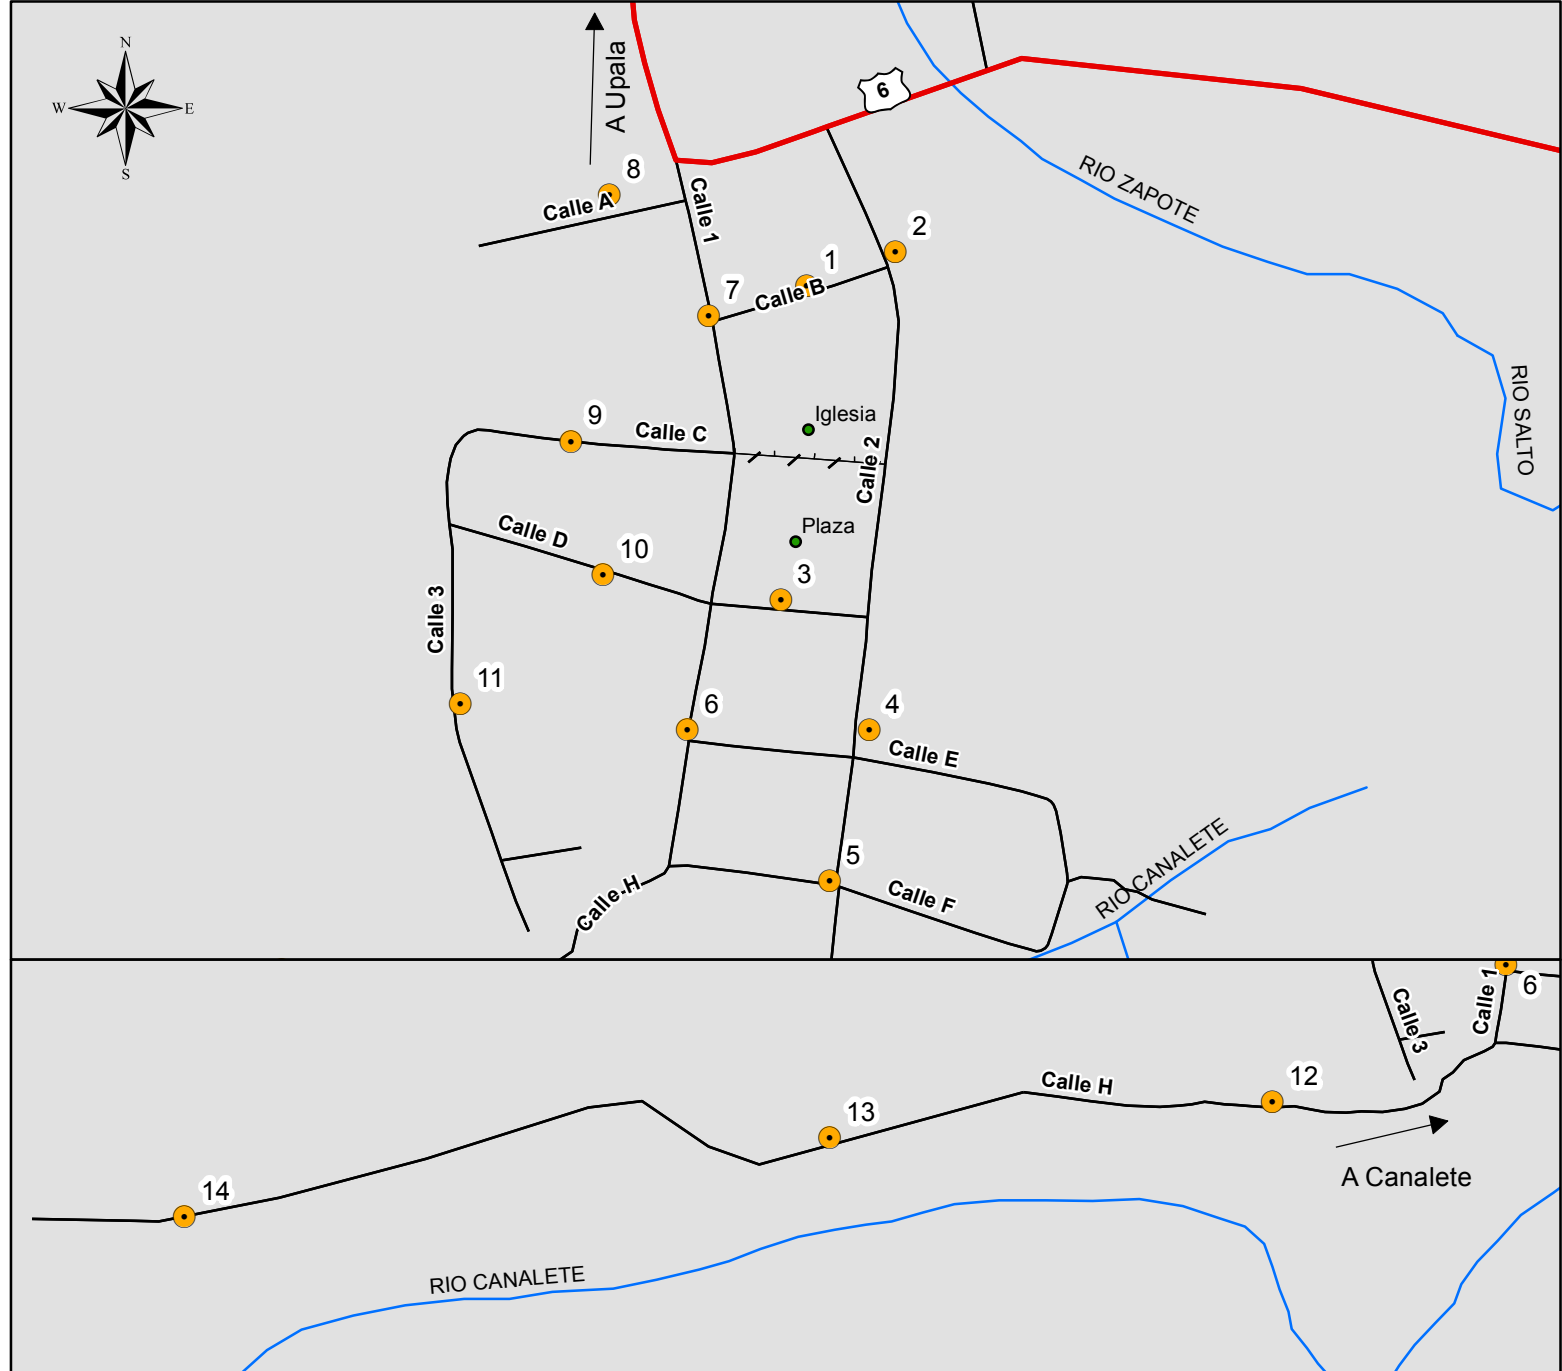 N
W
E
S
A Upala
6
8
Calle A
Calle 1
RIO ZAPOTE
2
1
7
Calle B
RIO SALTO
9
Calle C
Iglesia
Calle 2
Calle D
10
Plaza
3
Calle 3
11
6
4
Calle E
5
Calle H
Calle F
RIO CANALETE
Calle 1
6
Calle 3
12
Calle H
13
A Canalete
14
RIO CANALETE